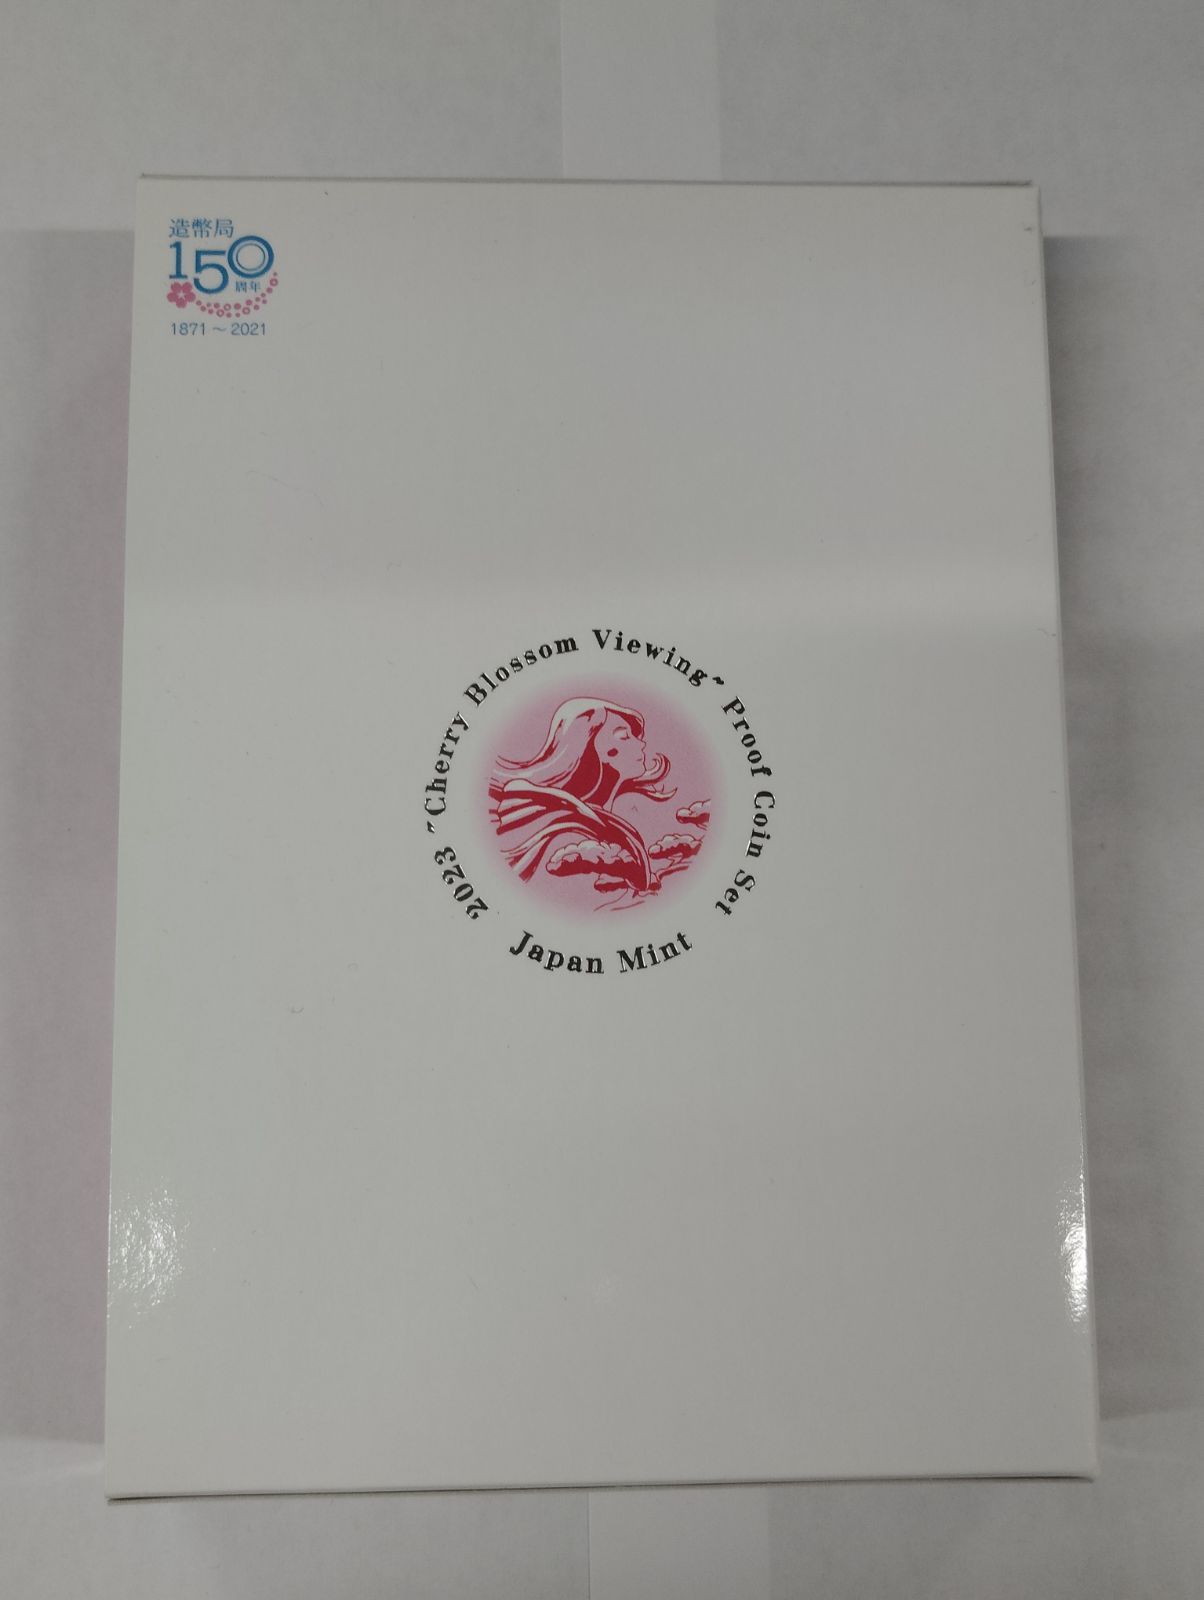 造幣局
150
周年
1871～2021
2023 "Cherry Blossom Viewing" Proof Coin Set
Japan Mint